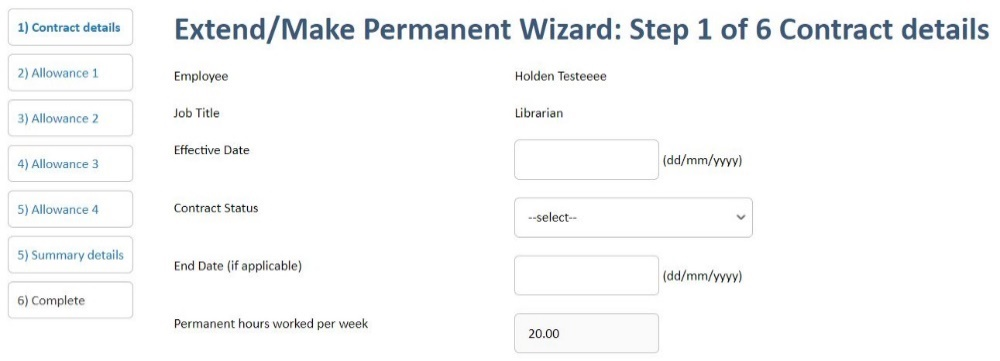 1) Contract details
2) Allowance 1
3) Allowance 2
4) Allowance 3
5) Allowance 4
5) Summary details
6) Complete
Extend/Make Permanent Wizard: Step 1 of 6 Contract details
Employee Holden Testeeee
Job Title Librarian
Effective Date (dd/mm/yyyy)
Contract Status --select--
End Date (if applicable) (dd/mm/yyyy)
Permanent hours worked per week 20.00